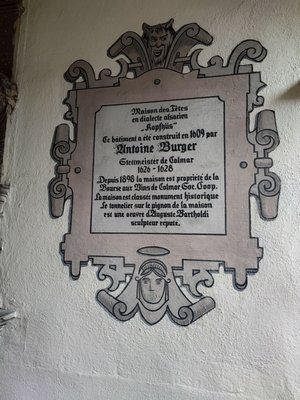 Maison des Têtes
en dialecte alsacien
„Kopfhüs"
Ce bâtiment a été construit en 1609 par
Antoine Burger
Stettmeister de Colmar
1626 - 1628
Depuis 1898 la maison est propriété de la
Bourse aux Vins de Colmar Soc. Coop.
La maison est classée monument historique
Le tonnelier sur le pignon de la maison
est une oeuvre d'Auguste Bartholdi
sculpteur réputé.